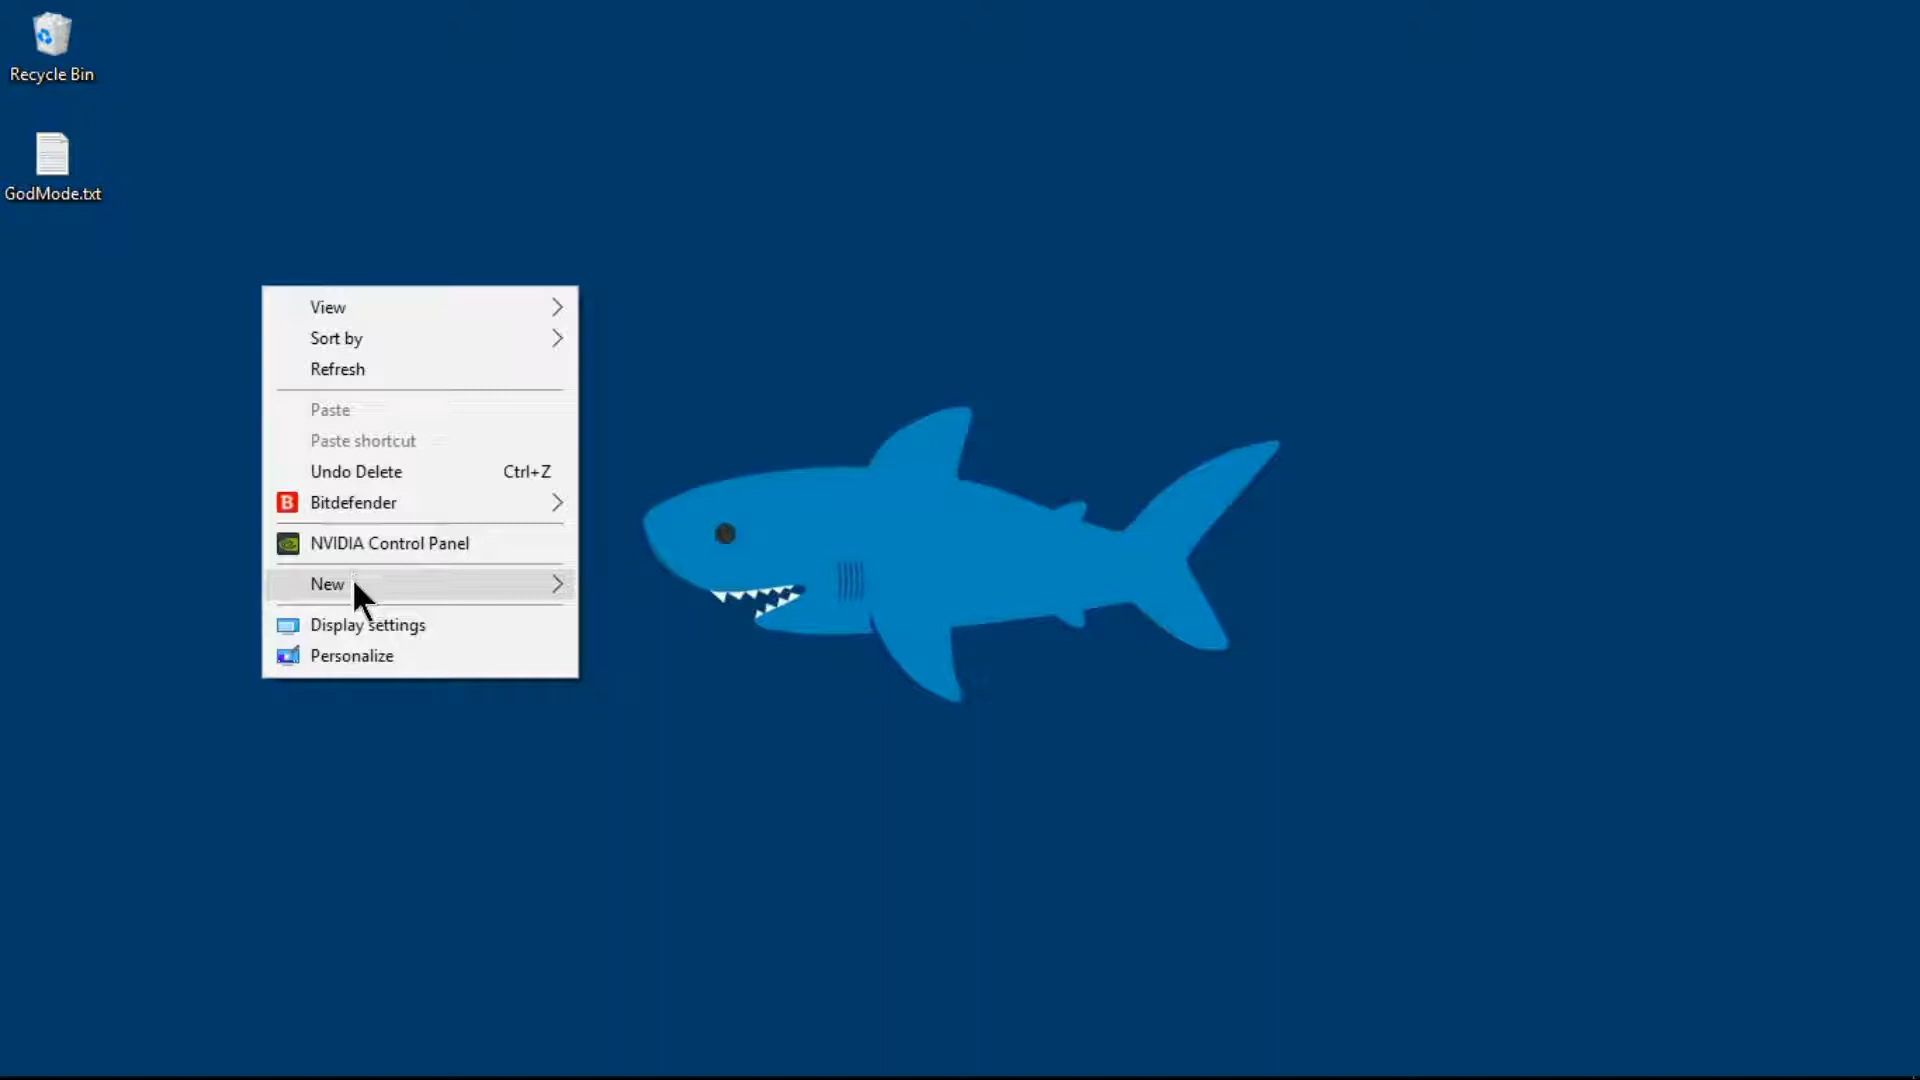 Recycle Bin
GodMode.txt
View
Sort by
Refresh
Paste
Paste shortcut
Undo Delete Ctrl+Z
B Bitdefender
NVIDIA Control Panel
New
Display settings
Personalize